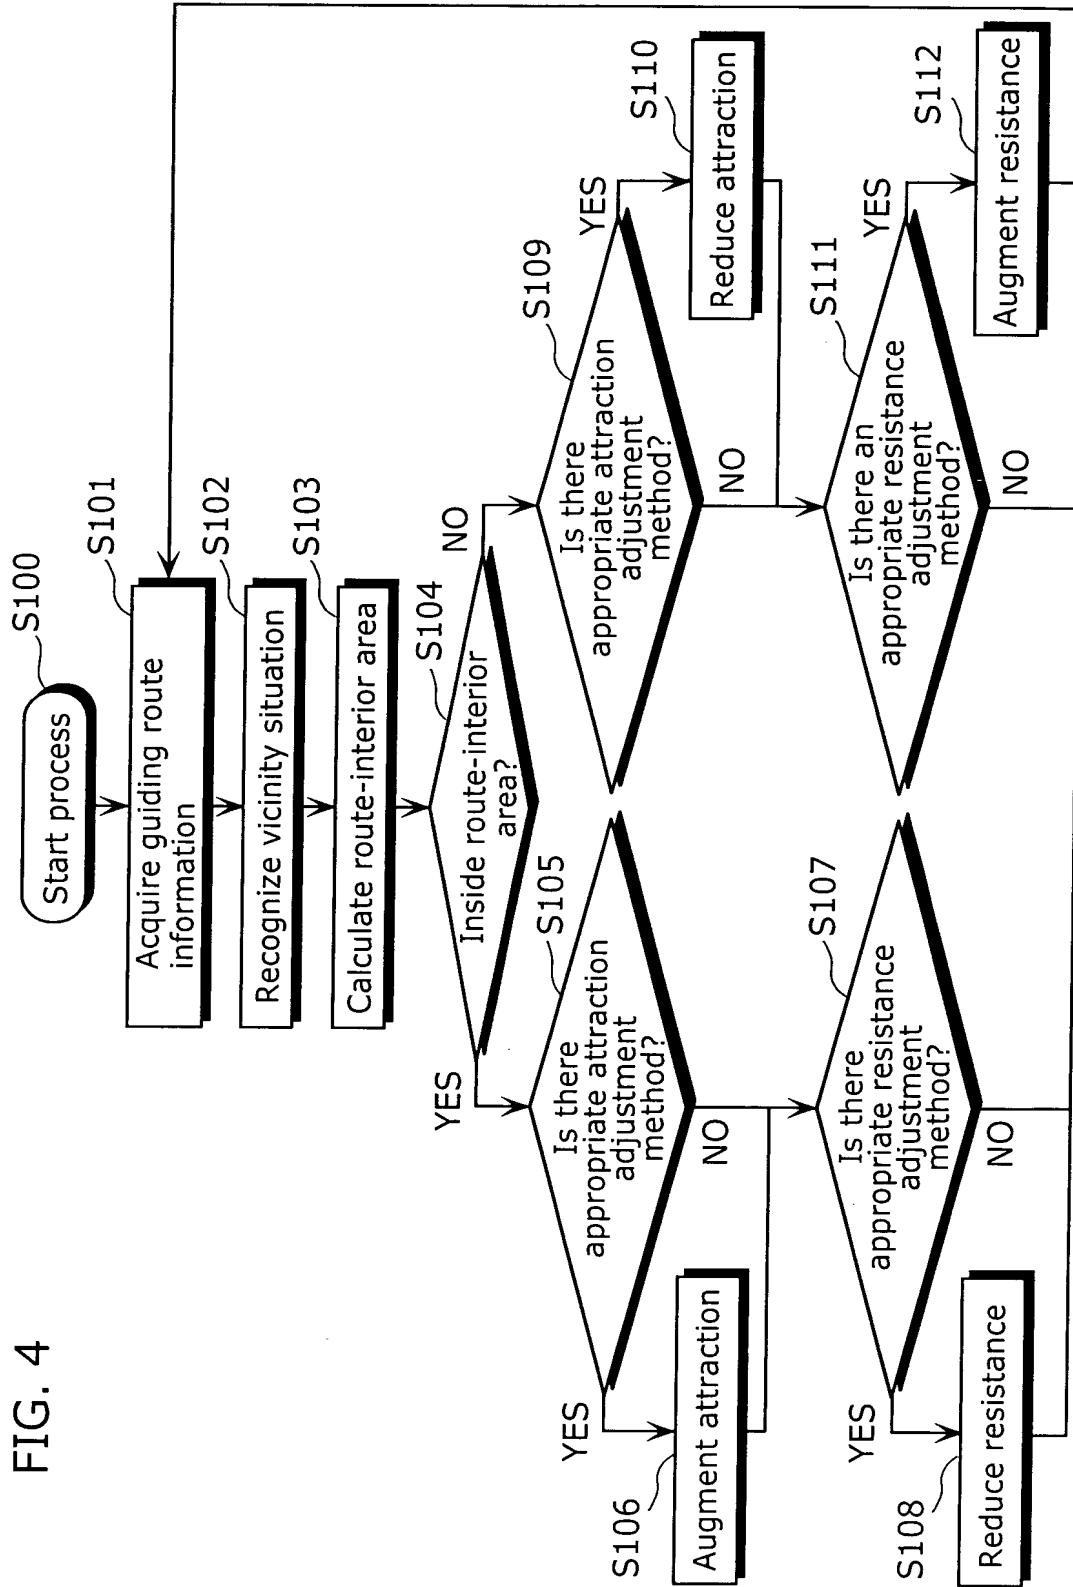 FIG. 4
S100
Start process
S101
Acquire guiding route
information
S102
Recognize vicinity situation
S103
Calculate route-interior area
S104
Inside route-interior
area?
YES
NO
S105
Is there
appropriate attraction
adjustment
method?
YES
NO
S106
Augment attraction
S109
Is there
appropriate attraction
adjustment
method?
YES
NO
S110
Reduce attraction
S107
Is there
appropriate resistance
adjustment
method?
YES
NO
S108
Reduce resistance
S111
Is there an
appropriate resistance
adjustment
method?
YES
NO
S112
Augment resistance